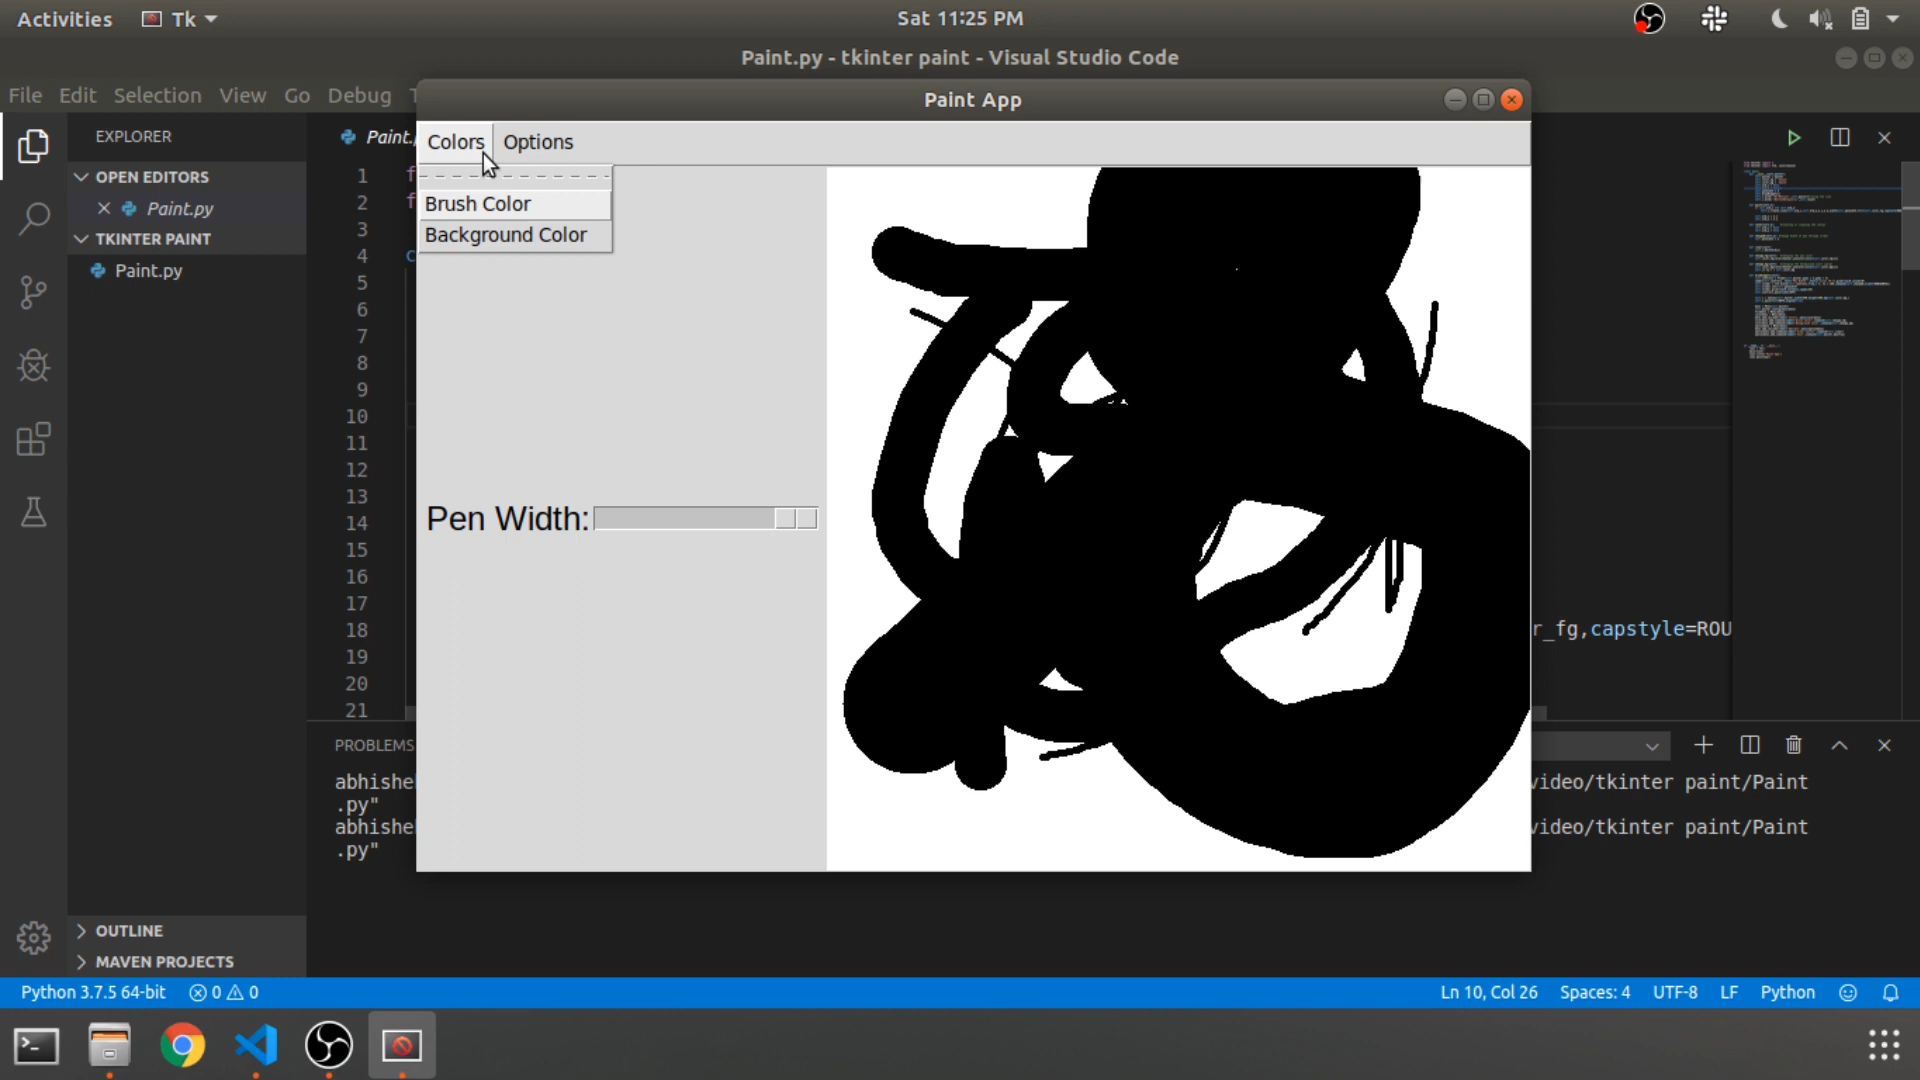 Activities
Tk
Sat 11:25 PM
Paint.py - tkinter paint - Visual Studio Code
File Edit Selection View Go Debug
Paint App
EXPLORER
Paint.
Colors Options
OPEN EDITORS
Paint.py
TKINTER PAINT
Paint.py
Brush Color
Background Color
1
2
3
4
5
6
7
8
9
10
11
12
13
14
15
16
17
18
19
20
21
f
f
c
Pen Width:
r_fg,capstyle=ROU
PROBLEMS
abhishe
video/tkinter paint/Paint
.py"
abhishe
video/tkinter paint/Paint
.py"
OUTLINE
MAVEN PROJECTS
Python 3.7.5 64-bit 0 0 Ln 10, Col 26 Spaces: 4 UTF-8 LF Python